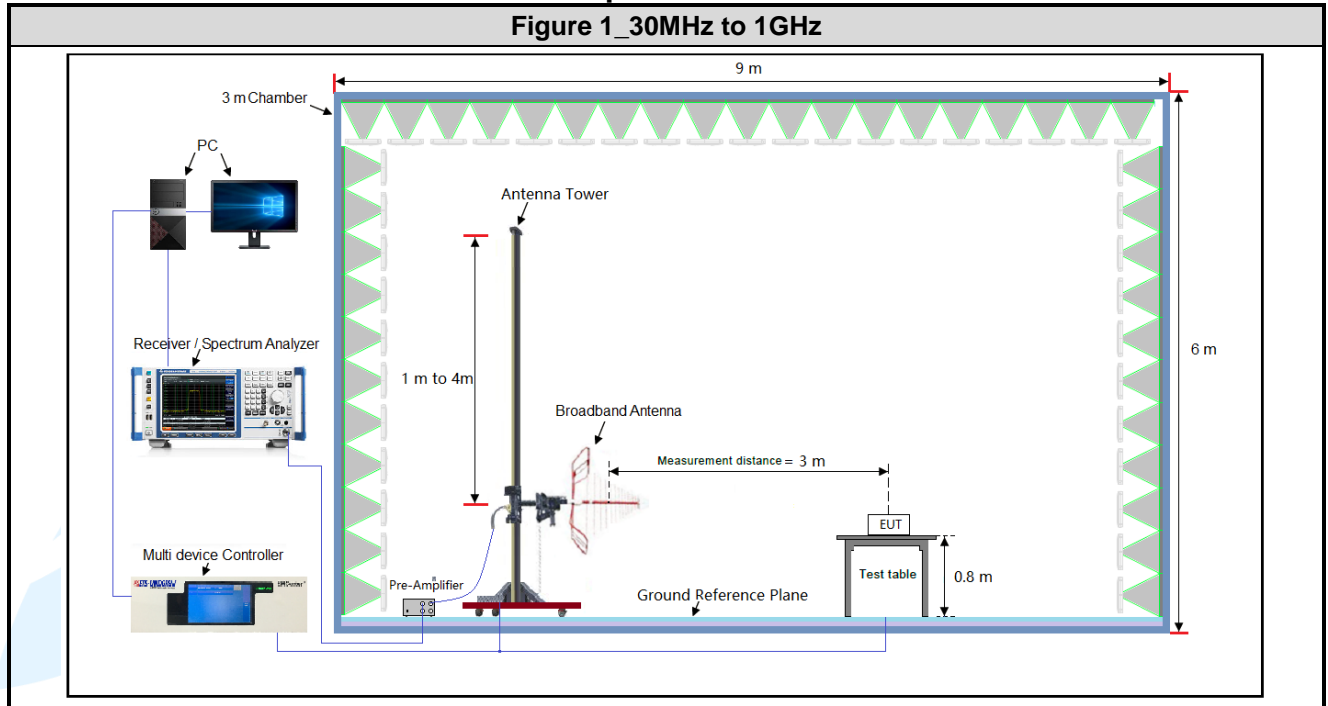 Figure 1_30MHz to 1GHz
9 m
3 m Chamber
PC
Antenna Tower
Receiver / Spectrum Analyzer
1 m to 4m
6 m
Broadband Antenna
Measurement distance = 3 m
EUT
Multi device Controller
Pre-Amplifier
Test table
0.8 m
Ground Reference Plane